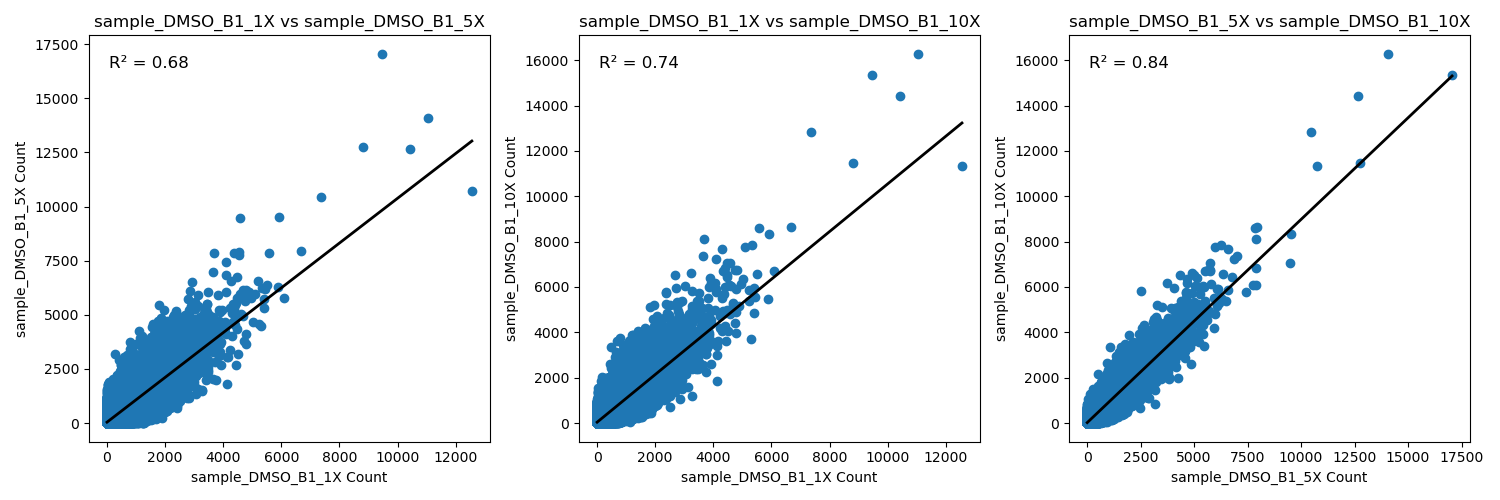 sample_DMSO_B1_1X vs sample_DMSO_B1_5X
R² = 0.68
17500
15000
12500
10000
7500
5000
2500
0
sample_DMSO_B1_5X Count
0 2000 4000 6000 8000 10000 12000
sample_DMSO_B1_1X Count
sample_DMSO_B1_1X vs sample_DMSO_B1_10X
R² = 0.74
16000
14000
12000
10000
8000
6000
4000
2000
0
sample_DMSO_B1_10X Count
0 2000 4000 6000 8000 10000 12000
sample_DMSO_B1_1X Count
sample_DMSO_B1_5X vs sample_DMSO_B1_10X
R² = 0.84
16000
14000
12000
10000
8000
6000
4000
2000
0
sample_DMSO_B1_10X Count
0 2500 5000 7500 10000 12500 15000 17500
sample_DMSO_B1_5X Count